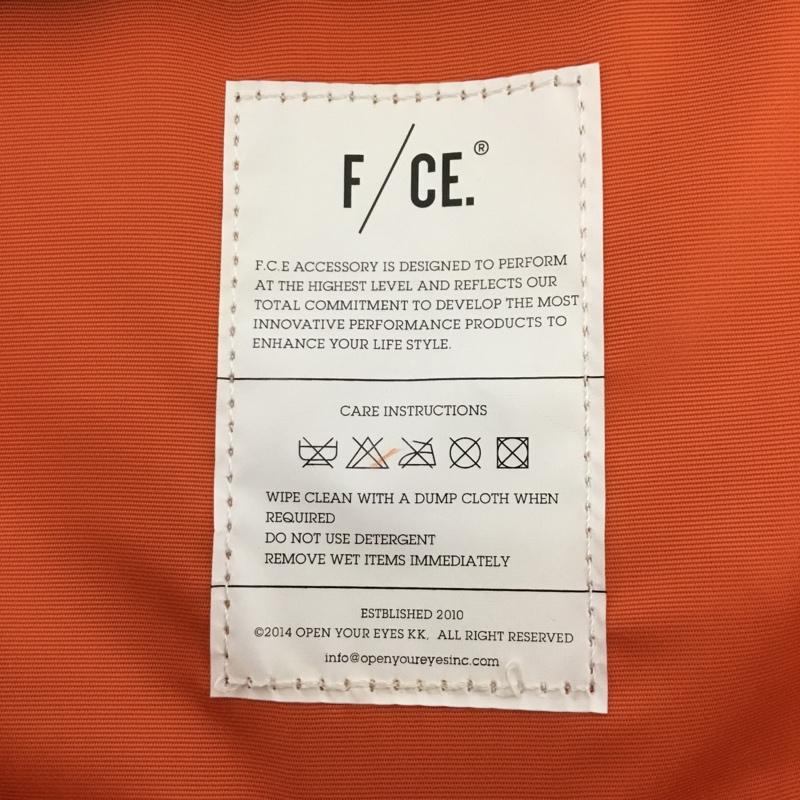 F/CE.®
F.C.E ACCESSORY IS DESIGNED TO PERFORM
AT THE HIGHEST LEVEL AND REFLECTS OUR
TOTAL COMMITMENT TO DEVELOP THE MOST
INNOVATIVE PERFORMANCE PRODUCTS TO
ENHANCE YOUR LIFE STYLE.
CARE INSTRUCTIONS
WIPE CLEAN WITH A DUMP CLOTH WHEN
REQUIRED
DO NOT USE DETERGENT
REMOVE WET ITEMS IMMEDIATELY
ESTBLISHED 2010
©2014 OPEN YOUR EYES KK, ALL RIGHT RESERVED
info@openyoureyesinc.com